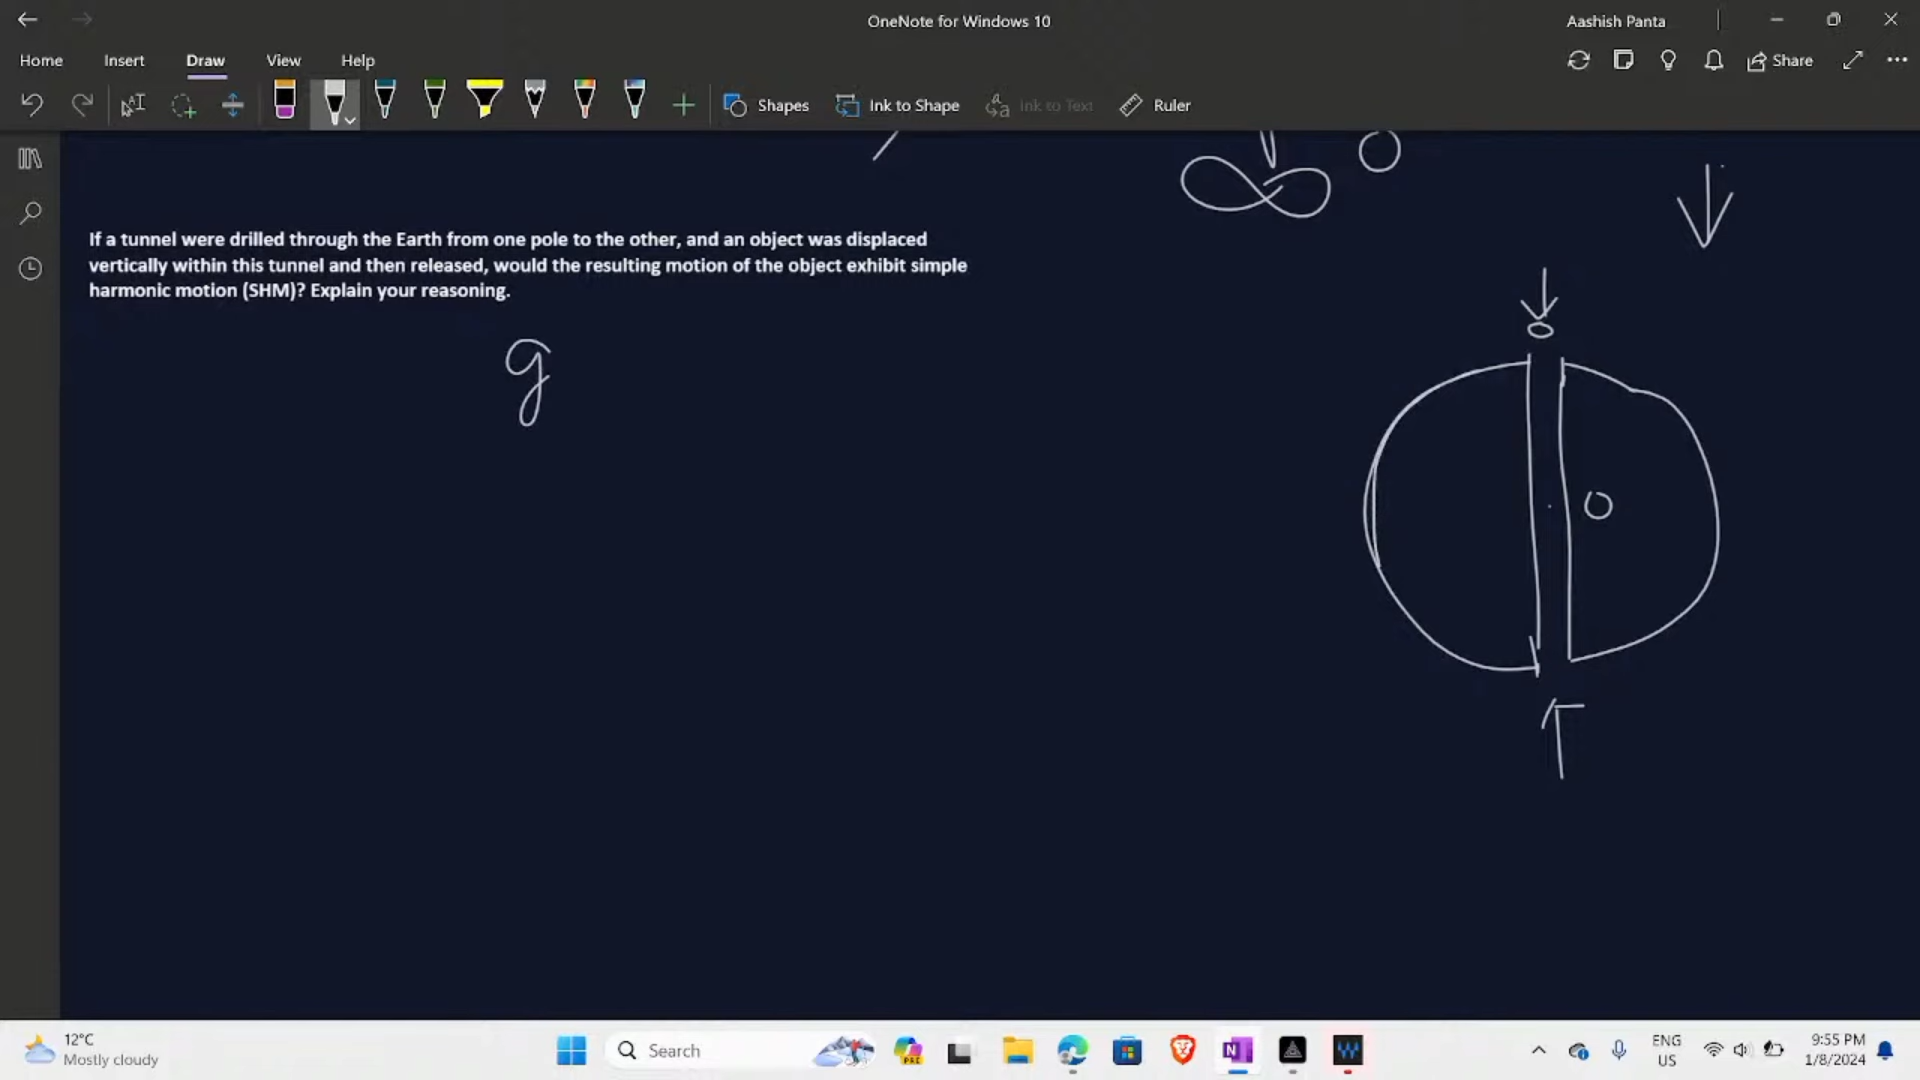 OneNote for Windows 10
Aashish Panta
Home Insert Draw View Help
Share
Shapes Ink to Shape Ink to Text Ruler
O
If a tunnel were drilled through the Earth from one pole to the other, and an object was displaced
vertically within this tunnel and then released, would the resulting motion of the object exhibit simple
harmonic motion (SHM)? Explain your reasoning.
g
O
12°C
Mostly cloudy
Search
PRE
N
ENG
US
9:55 PM
1/8/2024